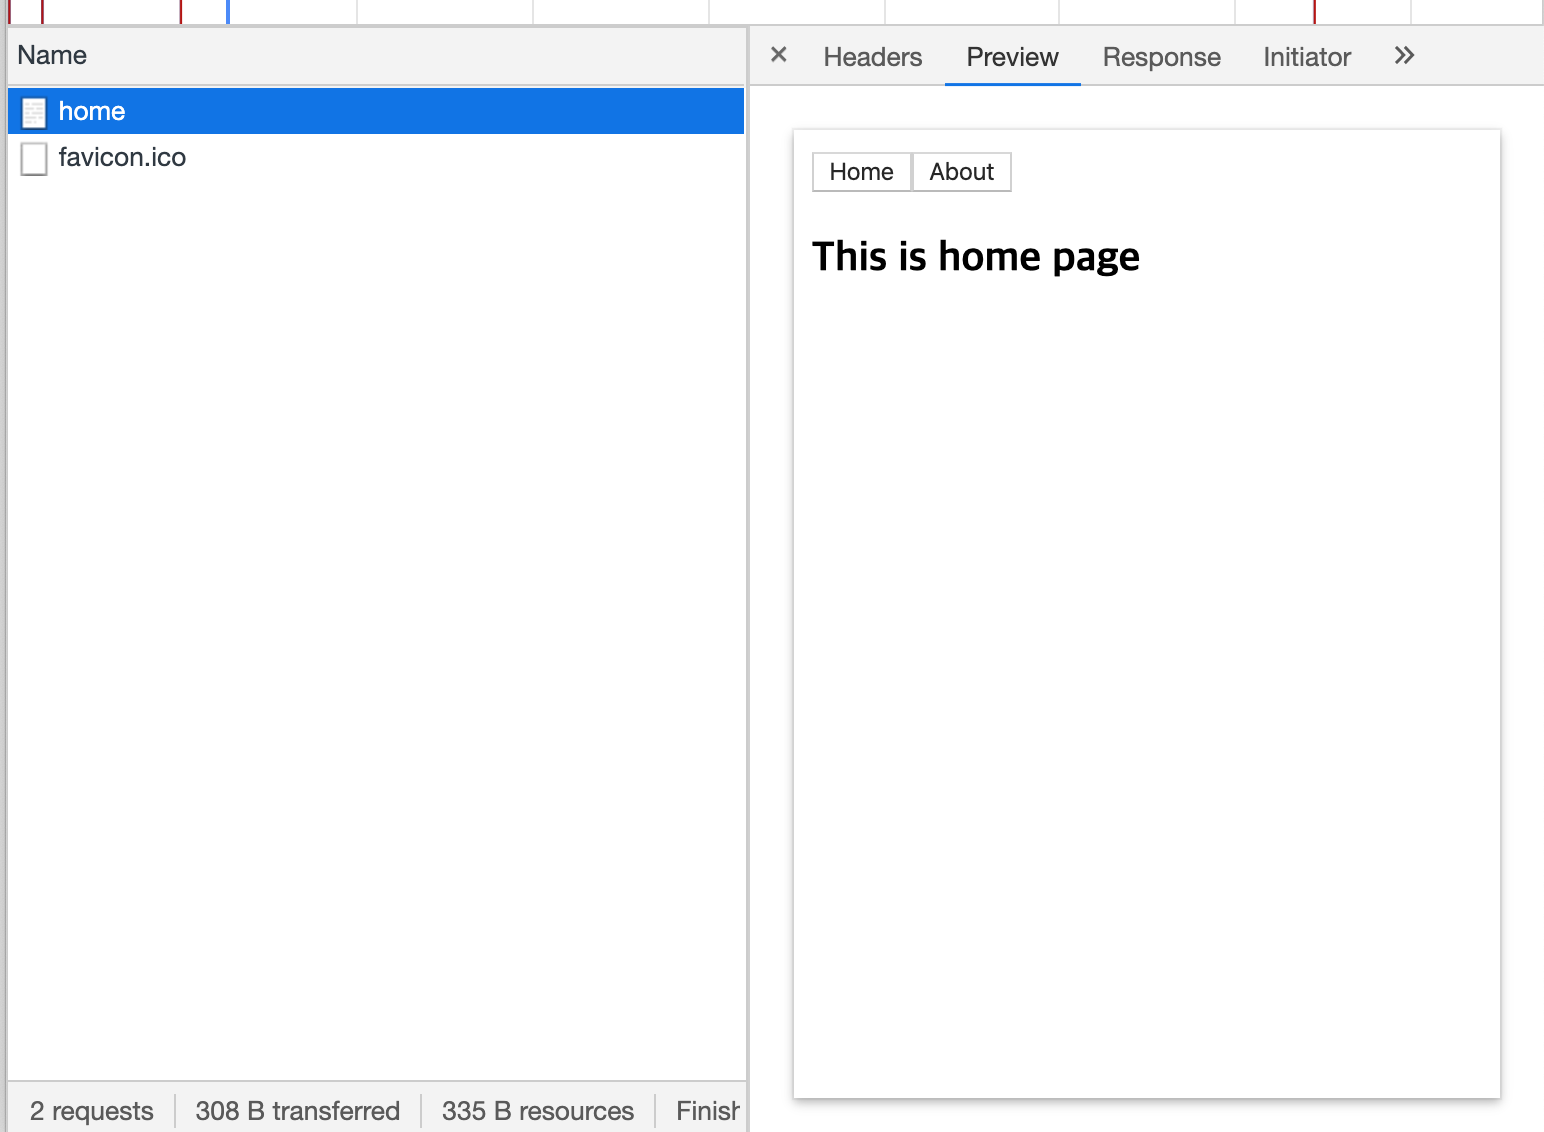 Name
home
favicon.ico
2 requests
308 B transferred
335 B resources
Finish
× Headers Preview Response Initiator »
Home About
This is home page